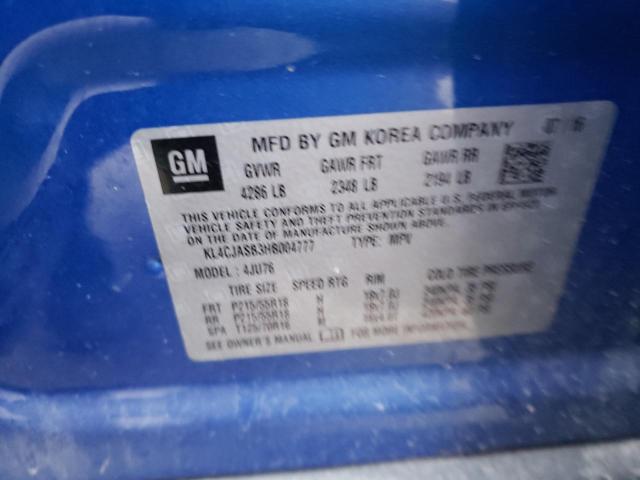 GM
MFD BY GM KOREA COMPANY 07/16
GVWR GAWR FRT GAWR RR
4286 LB 2348 LB 2194 LB
THIS VEHICLE CONFORMS TO ALL APPLICABLE U.S. FEDERAL MOTOR
VEHICLE SAFETY AND THEFT PREVENTION STANDARDS IN EFFECT
ON THE DATE OF MANUFACTURE SHOWN ABOVE.
KL4CJASB3HB004777 TYPE: MPV
MODEL: 4JU76
TIRE SIZE SPEED RTG RIM COLD TIRE PRESSURE
FRT P215/55R18 H
RR P215/55R18 H
SPA T125/70R16
SEE OWNER'S MANUAL FOR MORE INFORMATION.